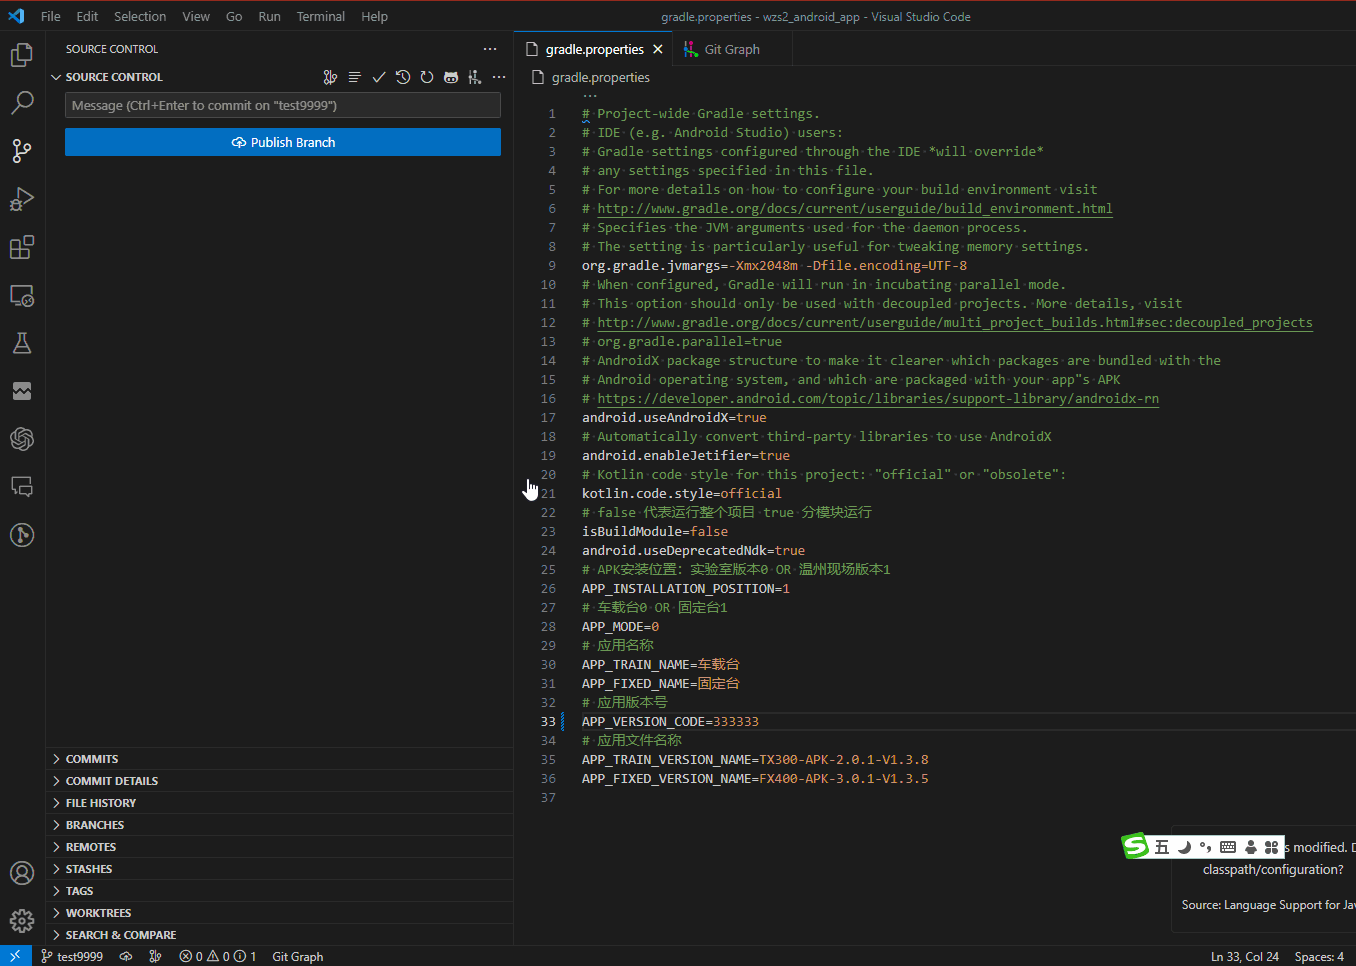 File Edit Selection View Go Run Terminal Help
gradle.properties - wzs2_android_app - Visual Studio Code
SOURCE CONTROL
SOURCE CONTROL
Message (Ctrl+Enter to commit on "test9999")
Publish Branch
COMMITS
COMMIT DETAILS
FILE HISTORY
BRANCHES
REMOTES
STASHES
TAGS
WORKTREES
SEARCH & COMPARE
gradle.properties
Git Graph
gradle.properties
1 # Project-wide Gradle settings.
2 # IDE (e.g. Android Studio) users:
3 # Gradle settings configured through the IDE *will override*
4 # any settings specified in this file.
5 # For more details on how to configure your build environment visit
6 # http://www.gradle.org/docs/current/userguide/build_environment.html
7 # Specifies the JVM arguments used for the daemon process.
8 # The setting is particularly useful for tweaking memory settings.
9 org.gradle.jvmargs=-Xmx2048m -Dfile.encoding=UTF-8
10 # When configured, Gradle will run in incubating parallel mode.
11 # This option should only be used with decoupled projects. More details, visit
12 # http://www.gradle.org/docs/current/userguide/multi_project_builds.html#sec:decoupled_projects
13 # org.gradle.parallel=true
14 # AndroidX package structure to make it clearer which packages are bundled with the
15 # Android operating system, and which are packaged with your app"s APK
16 # https://developer.android.com/topic/libraries/support-library/androidx-rn
17 android.useAndroidX=true
18 # Automatically convert third-party libraries to use AndroidX
19 android.enableJetifier=true
20 # Kotlin code style for this project: "official" or "obsolete":
21 kotlin.code.style=official
22 # false 代表运行整个项目 true 分模块运行
23 isBuildModule=false
24 android.useDeprecatedNdk=true
25 # APK安装位置：实验室版本0 OR 温州现场版本1
26 APP_INSTALLATION_POSITION=1
27 # 车载台0 OR 固定台1
28 APP_MODE=0
29 # 应用名称
30 APP_TRAIN_NAME=车载台
31 APP_FIXED_NAME=固定台
32 # 应用版本号
33 APP_VERSION_CODE=333333
34 # 应用文件名称
35 APP_TRAIN_VERSION_NAME=TX300-APK-2.0.1-V1.3.8
36 APP_FIXED_VERSION_NAME=FX400-APK-3.0.1-V1.3.5
37
S 五
s modified. D
classpath/configuration?
Source: Language Support for Jav
test9999
0 0 1
Git Graph
Ln 33, Col 24
Spaces: 4